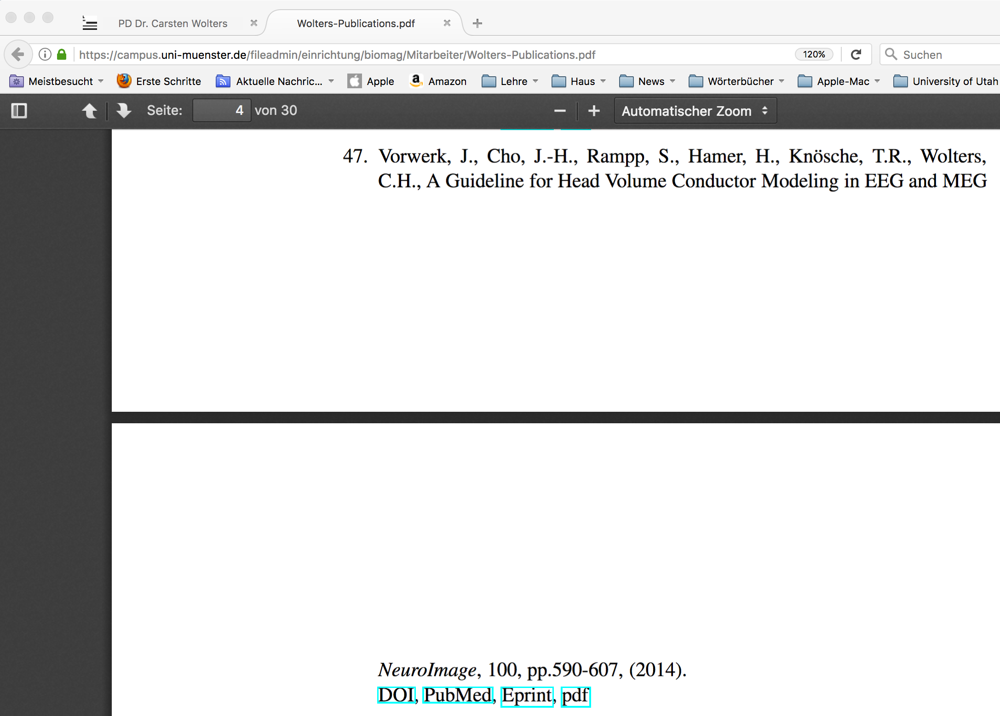 PD Dr. Carsten Wolters
Wolters-Publications.pdf
https://campus.uni-muenster.de/fileadmin/einrichtung/biomag/Mitarbeiter/Wolters-Publications.pdf
120%
Suchen
Meistbesucht
Erste Schritte
Aktuelle Nachric...
Apple
Amazon
Lehre
Haus
News
Wörterbücher
Apple-Mac
University of Utah
Seite: 4 von 30
Automatischer Zoom
47. Vorwerk, J., Cho, J.-H., Rampp, S., Hamer, H., Knösche, T.R., Wolters,
C.H., A Guideline for Head Volume Conductor Modeling in EEG and MEG
NeuroImage, 100, pp.590-607, (2014).
DOI, PubMed, Eprint, pdf